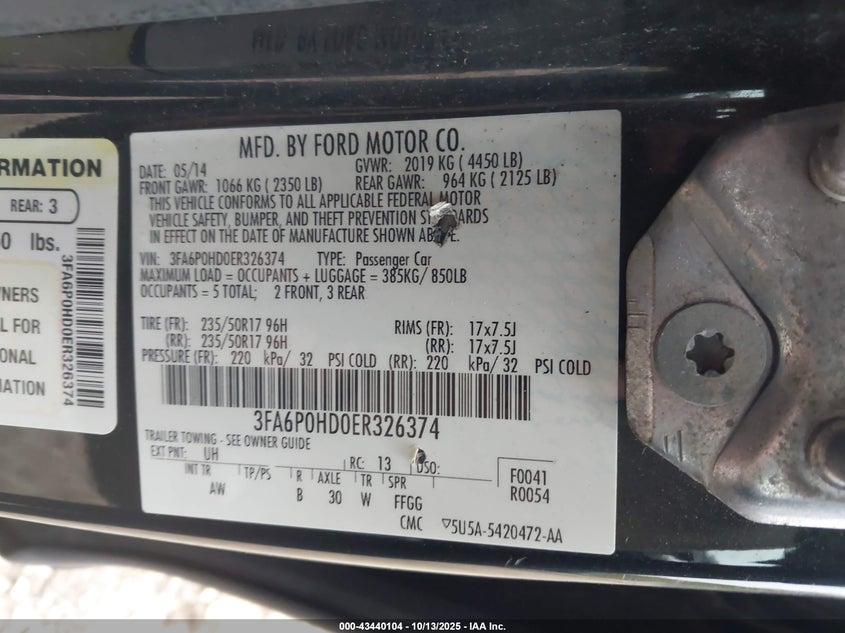 MFD. BY FORD MOTOR CO.
DATE: 05/14 GVWR: 2019 KG ( 4450 LB)
FRONT GAWR: 1066 KG ( 2350 LB) REAR GAWR: 964 KG ( 2125 LB)
THIS VEHICLE CONFORMS TO ALL APPLICABLE FEDERAL MOTOR
VEHICLE SAFETY, BUMPER, AND THEFT PREVENTION
IN EFFECT ON THE DATE OF MANUFACTURE SHOWN
VIN: 3FA6P0HD0ER326374 TYPE: Passenger Car
MAXIMUM LOAD = OCCUPANTS + LUGGAGE = 385KG/ 850LB
OCCUPANTS = 5 TOTAL; 2 FRONT, 3 REAR
TIRE (FR): 235/50R17 96H RIMS (FR): 17x7.5J
(RR): 235/50R17 96H (RR): 17x7.5J
PRESSURE (FR): 220 kPa/ 32 PSI COLD (RR): 220 kPa/ 32 PSI COLD
3FA6P0HD0ER326374
TRAILER TOWING - SEE OWNER GUIDE
EXT PNT: UH RC: 13 DSO:
INT TR TP/PS R AXLE TR SPR
AW B 30 W FFGG
F0041
R0054
CMC ▽5U5A-5420472-AA
RMATION
REAR: 3
0 lbs.
3FA6P0HD0ER326374
WNERS
L FOR
ONAL
MATION
000-43440104 - 10/13/2025 - IAA Inc.